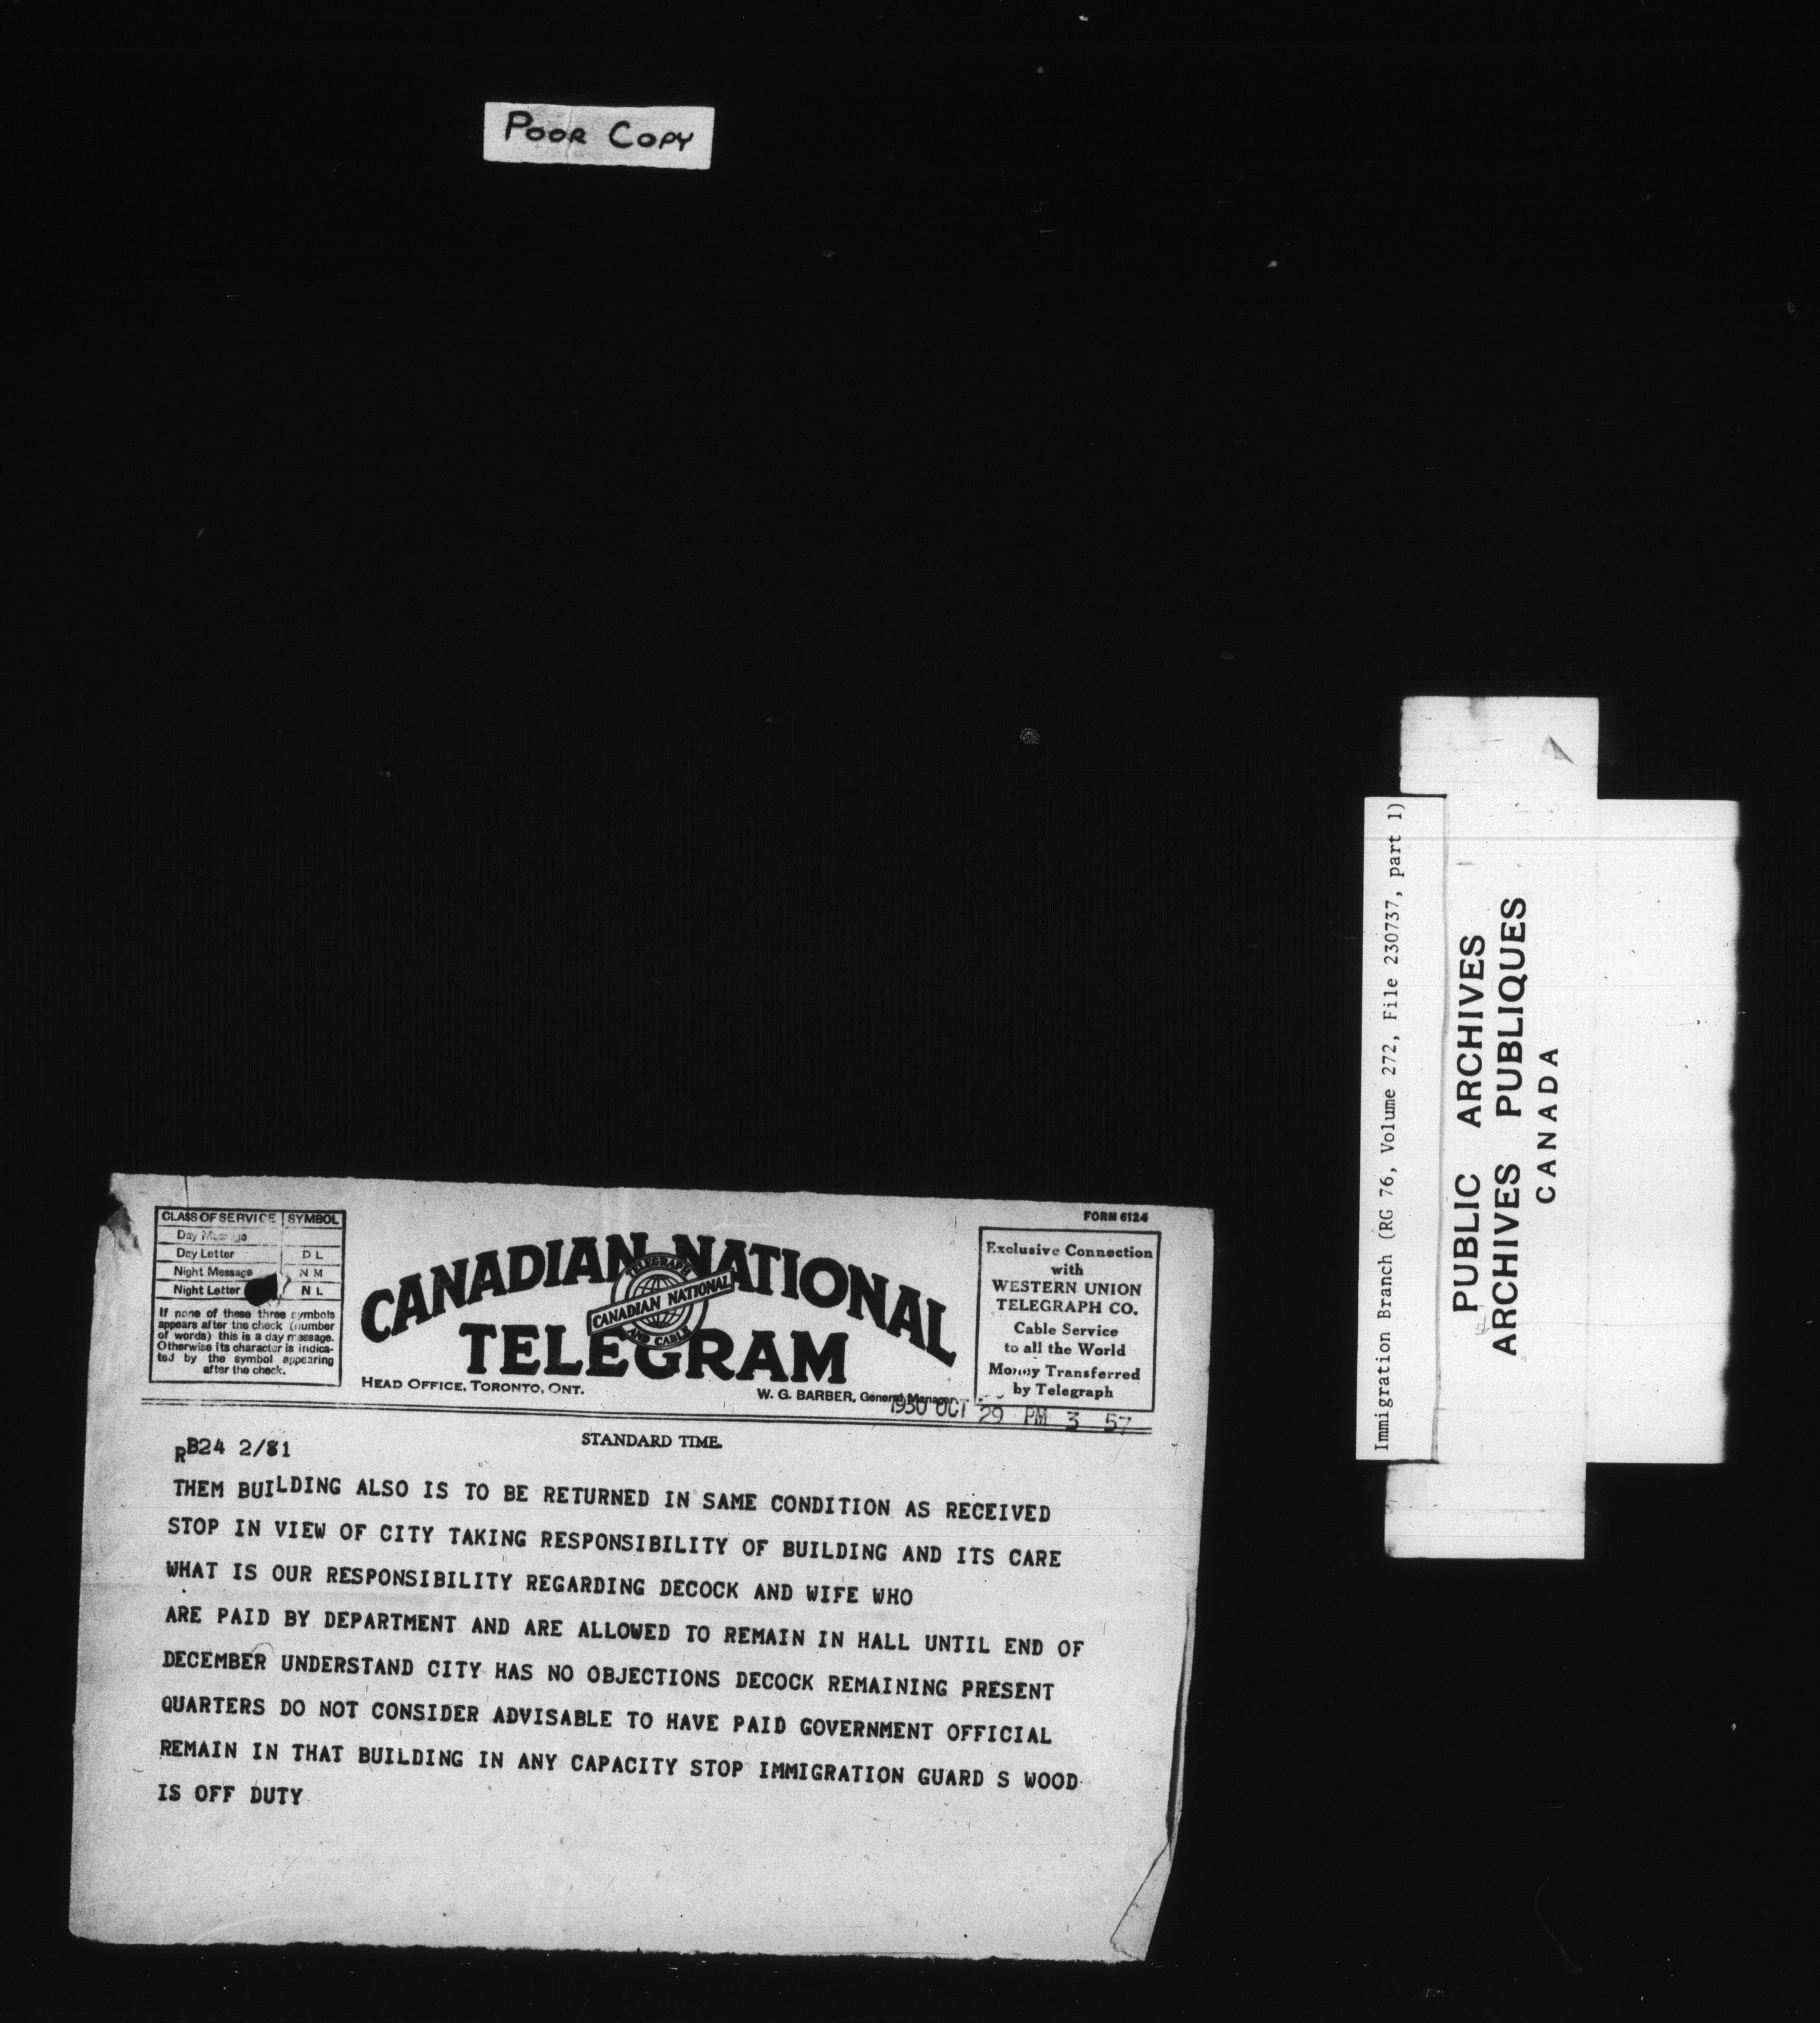 POOR COPY
Immigration Branch (RG 76, Volume 272, File 230737, part 1)
PUBLIC ARCHIVES
ARCHIVES PUBLIQUES
CANADA
CLASS OF SERVICE SYMBOL
Day Message
Day Letter D L
Night Message N M
Night Letter N L
If none of these three symbols
appears after the check (number
of words) this is a day message.
Otherwise its character is indica-
ted by the symbol appearing
after the check.
CANADIAN NATIONAL
TELEGRAPH
CANADIAN NATIONAL
AND CABLE
TELEGRAM
HEAD OFFICE, TORONTO, ONT.
W. G. BARBER, General Manager
FORM 6124
Exclusive Connection
with
WESTERN UNION
TELEGRAPH CO.
Cable Service
to all the World
Money Transferred
by Telegraph
1930 OCT 29 PM 3 57
STANDARD TIME.
RB24 2/81
THEM BUILDING ALSO IS TO BE RETURNED IN SAME CONDITION AS RECEIVED
STOP IN VIEW OF CITY TAKING RESPONSIBILITY OF BUILDING AND ITS CARE
WHAT IS OUR RESPONSIBILITY REGARDING DECOCK AND WIFE WHO
ARE PAID BY DEPARTMENT AND ARE ALLOWED TO REMAIN IN HALL UNTIL END OF
DECEMBER UNDERSTAND CITY HAS NO OBJECTIONS DECOCK REMAINING PRESENT
QUARTERS DO NOT CONSIDER ADVISABLE TO HAVE PAID GOVERNMENT OFFICIAL
REMAIN IN THAT BUILDING IN ANY CAPACITY STOP IMMIGRATION GUARD S WOOD
IS OFF DUTY